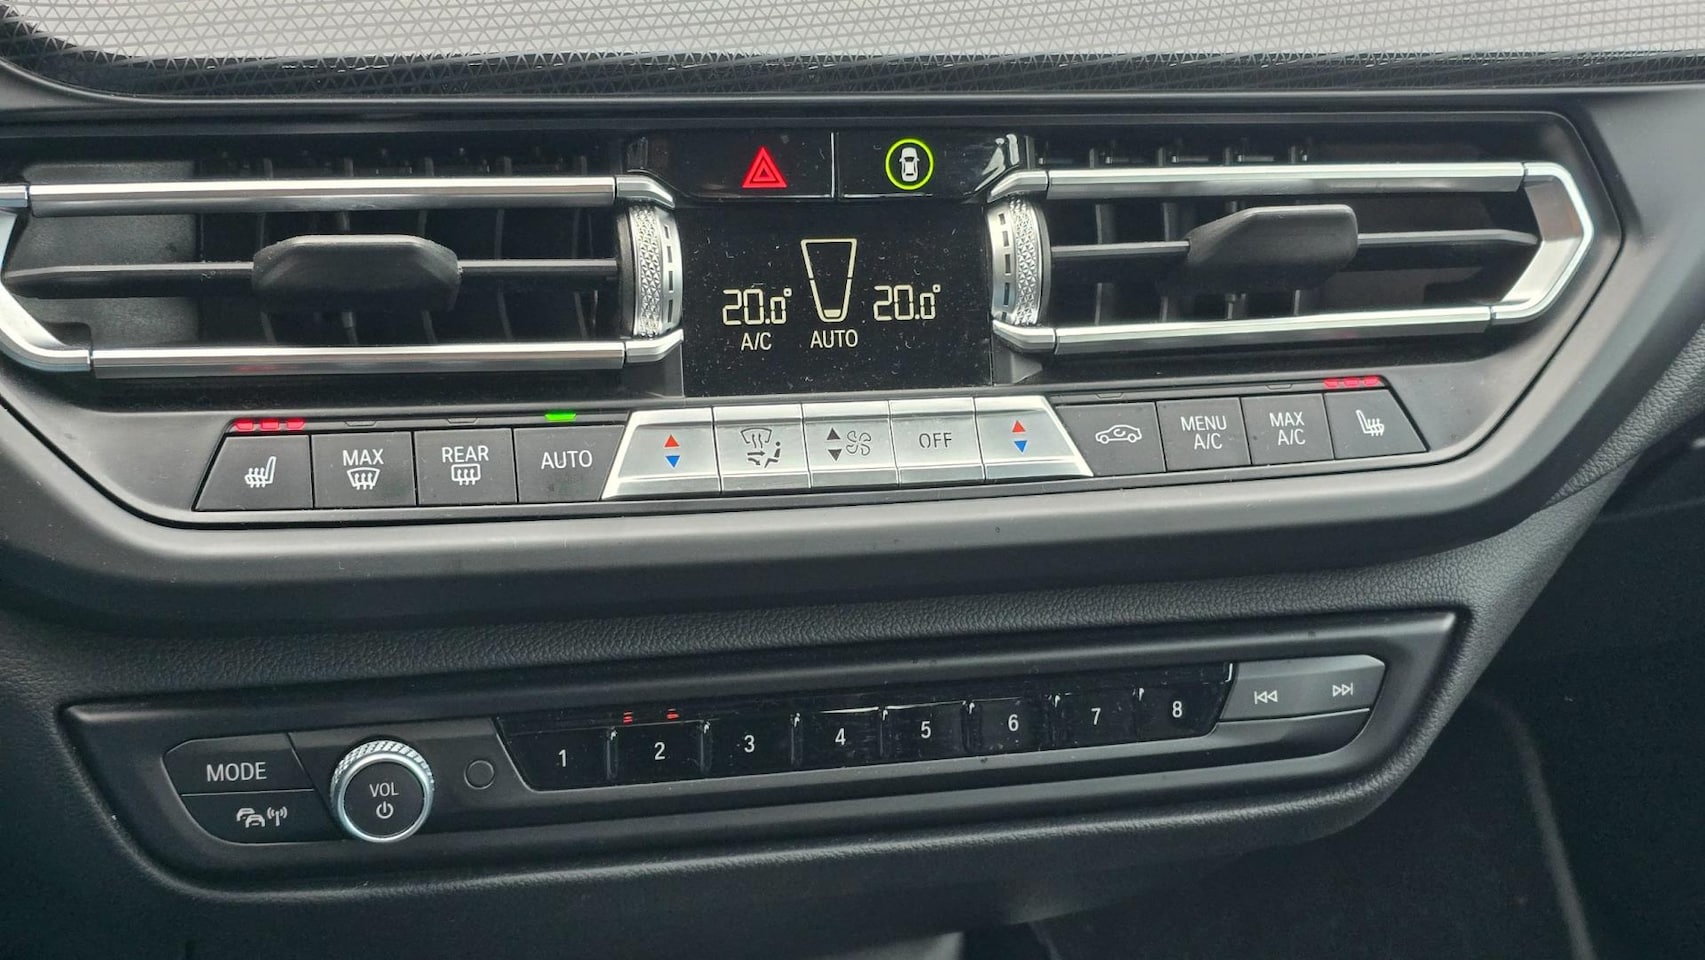 20.0° 20.0°
A/C AUTO
MAX
REAR
AUTO
OFF
MENU
A/C
MAX
A/C
MODE
VOL
1 2 3 4 5 6 7 8